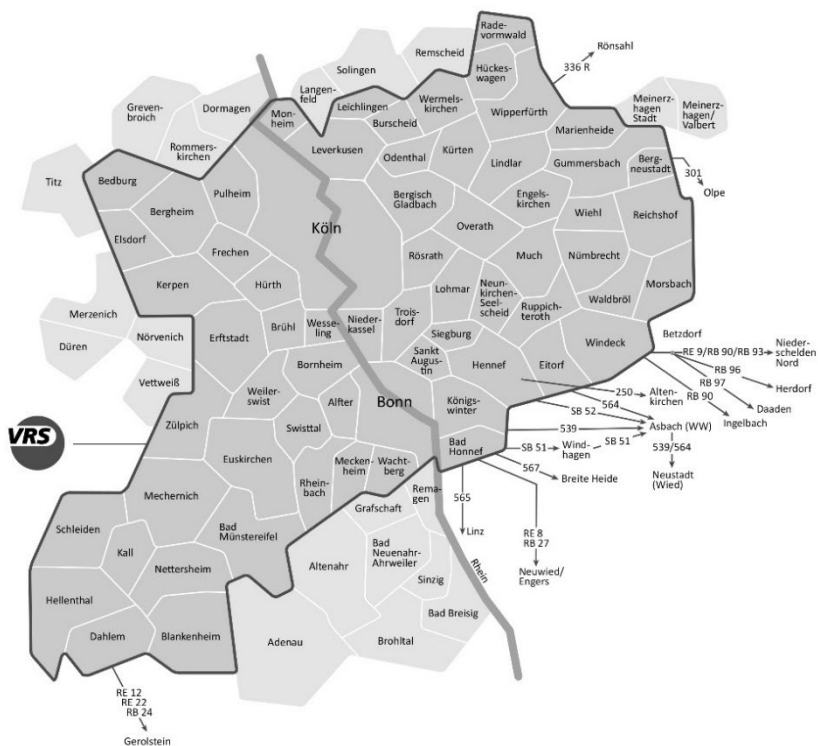 Rade-
vormwald
Remscheid
Rönsahl
336 R
Solingen
Hückes-
wagen
Langen-
feld
Leichlingen
Wermels-
kirchen
Wipperfürth
Meinerz-
hagen
Stadt
Meinerz-
hagen/
Valbert
Greven-
broich
Dormagen
Mon-
heim
Burscheid
Marienheide
Rommers-
kirchen
Leverkusen
Odenthal
Kürten
Lindlar
Gummersbach
Berg-
neustadt
301
Olpe
Titz
Bedburg
Pulheim
Bergisch
Gladbach
Engels-
kirchen
Bergheim
Wiehl
Reichshof
Elsdorf
Köln
Overath
Frechen
Rösrath
Much
Nümbrecht
Kerpen
Hürth
Lohmar
Neun-
kirchen-
Seel-
scheid
Morsbach
Waldbröl
Ruppich-
teroth
Merzenich
Nörvenich
Erftstadt
Brühl
Wesse-
ling
Nieder-
kassel
Trois-
dorf
Siegburg
Windeck
Betzdorf
Düren
Sankt
Augus-
tin
Hennef
Eitorf
RE 9/RB 90/RB 93
Nieder-
schelden
Nord
Bornheim
RB 96
Herdorf
Vettweiß
Weiler-
swist
RB 97
Daaden
RB 90
Ingelbach
Alfter
Bonn
Königs-
winter
250
Alten-
kirchen
564
Zülpich
Swisttal
SB 52
VRS
539
Asbach (WW)
Bad
Honnef
SB 51
Wind-
hagen
SB 51
539/564
Euskirchen
Rhein-
bach
Mecken-
heim
Wacht-
berg
567
Breite Heide
Neustadt
(Wied)
Mechernich
Rema-
gen
565
Linz
Grafschaft
Schleiden
Bad
Münstereifel
RE 8
RB 27
Neuwied/
Engers
Kall
Altenahr
Bad
Neuenahr-
Ahrweiler
Rhein
Nettersheim
Sinzig
Hellenthal
Bad Breisig
Dahlem
Blankenheim
Adenau
Brohltal
RE 12
RE 22
RB 24
Gerolstein